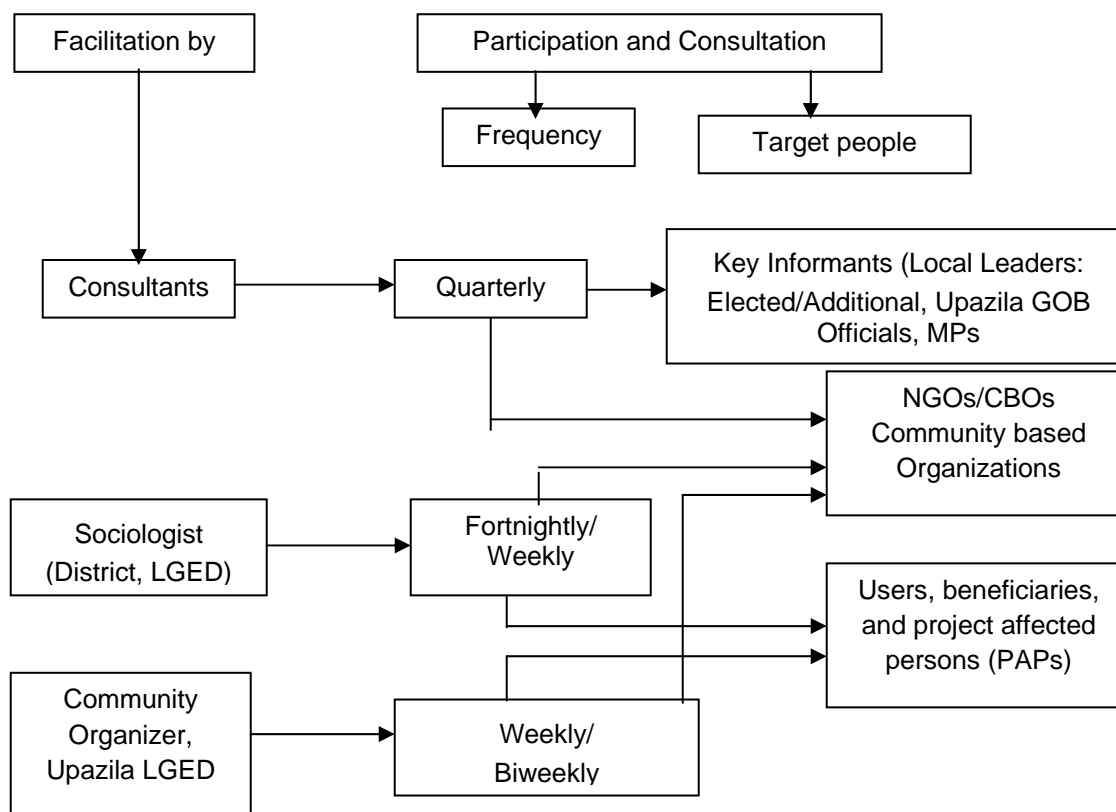 Facilitation by
Participation and Consultation
Frequency
Target people
Consultants
Quarterly
Key Informants (Local Leaders:
Elected/Additional, Upazila GOB
Officials, MPs
NGOs/CBOs
Community based
Organizations
Sociologist
(District, LGED)
Fortnightly/
Weekly
Users, beneficiaries,
and project affected
persons (PAPs)
Community
Organizer,
Upazila LGED
Weekly/
Biweekly